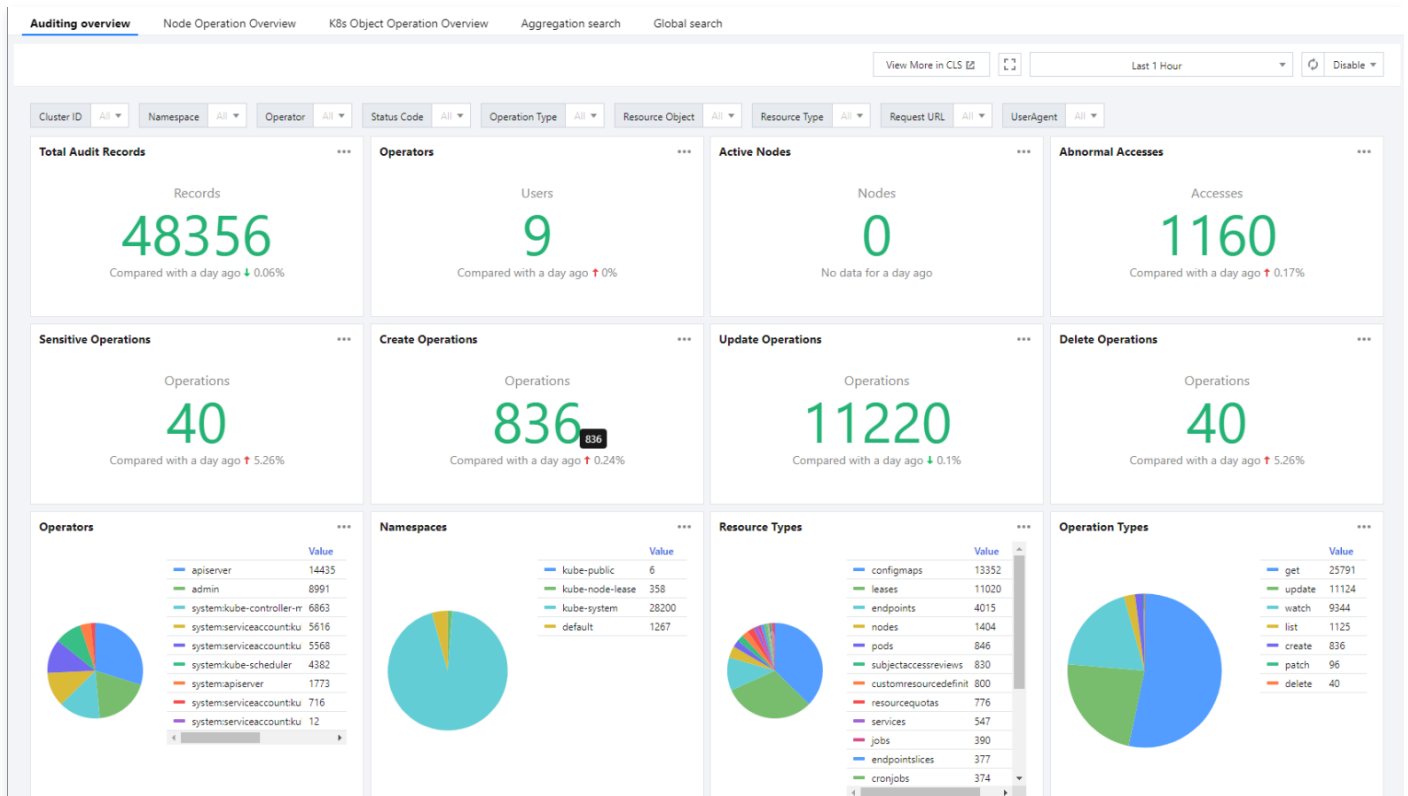 Auditing overview Node Operation Overview K8s Object Operation Overview Aggregation search Global search
View More in CLS Last 1 Hour Disable
Cluster ID All Namespace All Operator All Status Code All Operation Type All Resource Object All Resource Type All Request URL All UserAgent All
Total Audit Records
Records
48356
Compared with a day ago 0.06%
Operators
Users
9
Compared with a day ago 0%
Active Nodes
Nodes
0
No data for a day ago
Abnormal Accesses
Accesses
1160
Compared with a day ago 0.17%
Sensitive Operations
Operations
40
Compared with a day ago 5.26%
Create Operations
Operations
836
836
Compared with a day ago 0.24%
Update Operations
Operations
11220
Compared with a day ago 0.1%
Delete Operations
Operations
40
Compared with a day ago 5.26%
Operators
Value
apiserver 14435
admin 8991
system:kube-controller-m 6863
system:serviceaccount:ku 5616
system:serviceaccount:ku 5568
system:kube-scheduler 4382
system:apiserver 1773
system:serviceaccount:ku 716
system:serviceaccount:ku 12
Namespaces
Value
kube-public 6
kube-node-lease 358
kube-system 28200
default 1267
Resource Types
Value
configmaps 13352
leases 11020
endpoints 4015
nodes 1404
pods 846
subjectaccessreviews 830
customresourcedefinit 800
resourcequotas 776
services 547
jobs 390
endpointslices 377
cronjobs 374
Operation Types
Value
get 25791
update 11124
watch 9344
list 1125
create 836
patch 96
delete 40